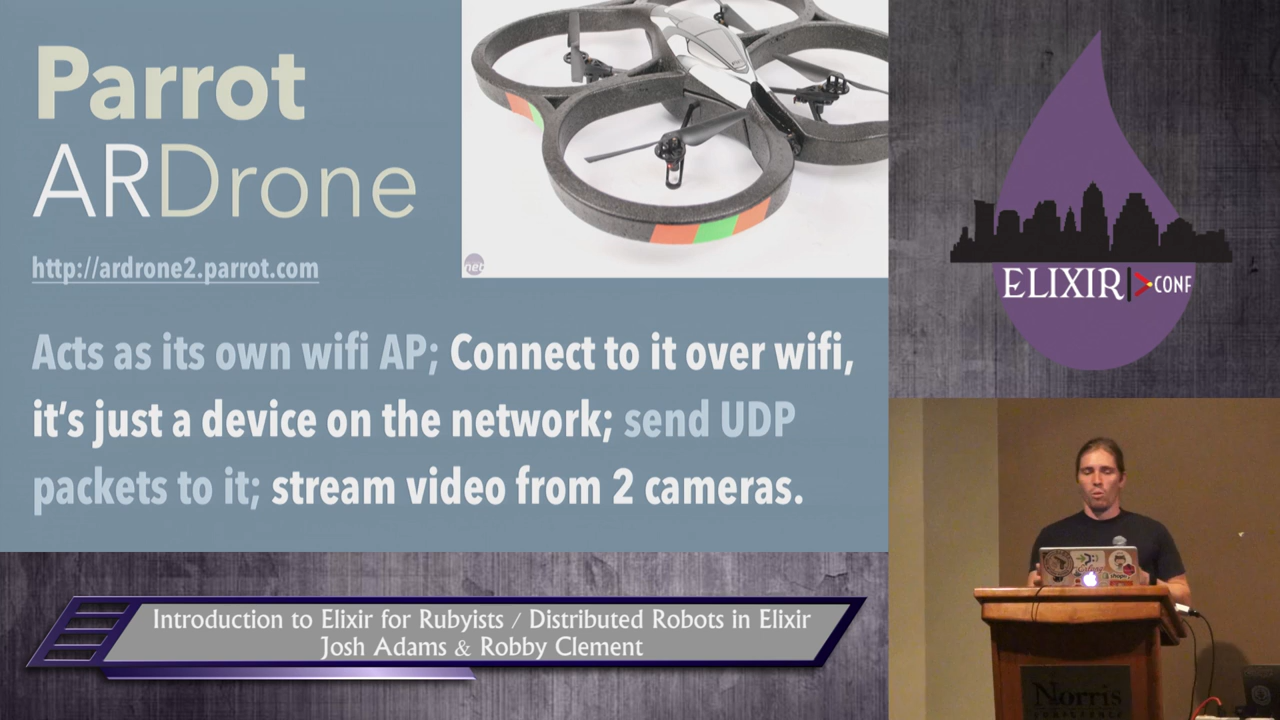 Parrot
ARDrone
http://ardrone2.parrot.com
Acts as its own wifi AP; Connect to it over wifi,
it's just a device on the network; send UDP
packets to it; stream video from 2 cameras.
net
ELIXIR|>CONF
Introduction to Elixir for Rubyists / Distributed Robots in Elixir
Josh Adams & Robby Clement
Norris